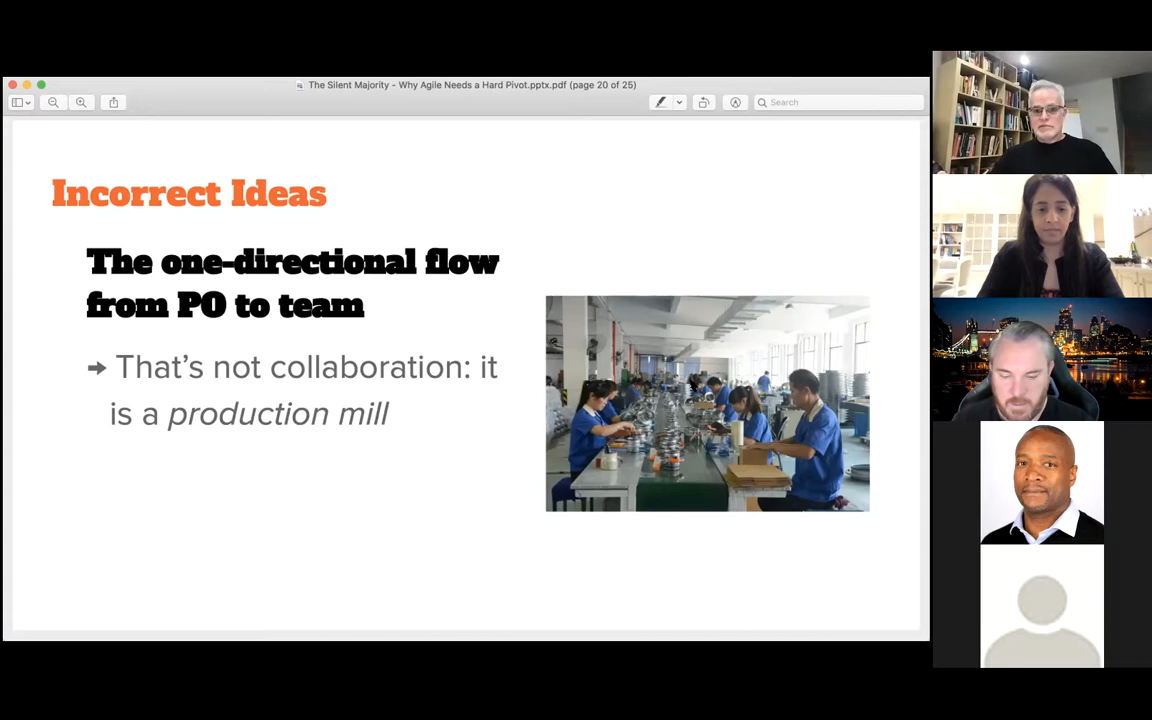 The Silent Majority - Why Agile Needs a Hard Pivot.pptx.pdf (page 20 of 25)
Search
Incorrect Ideas
The one-directional flow
from PO to team
➔ That’s not collaboration: it
is a production mill